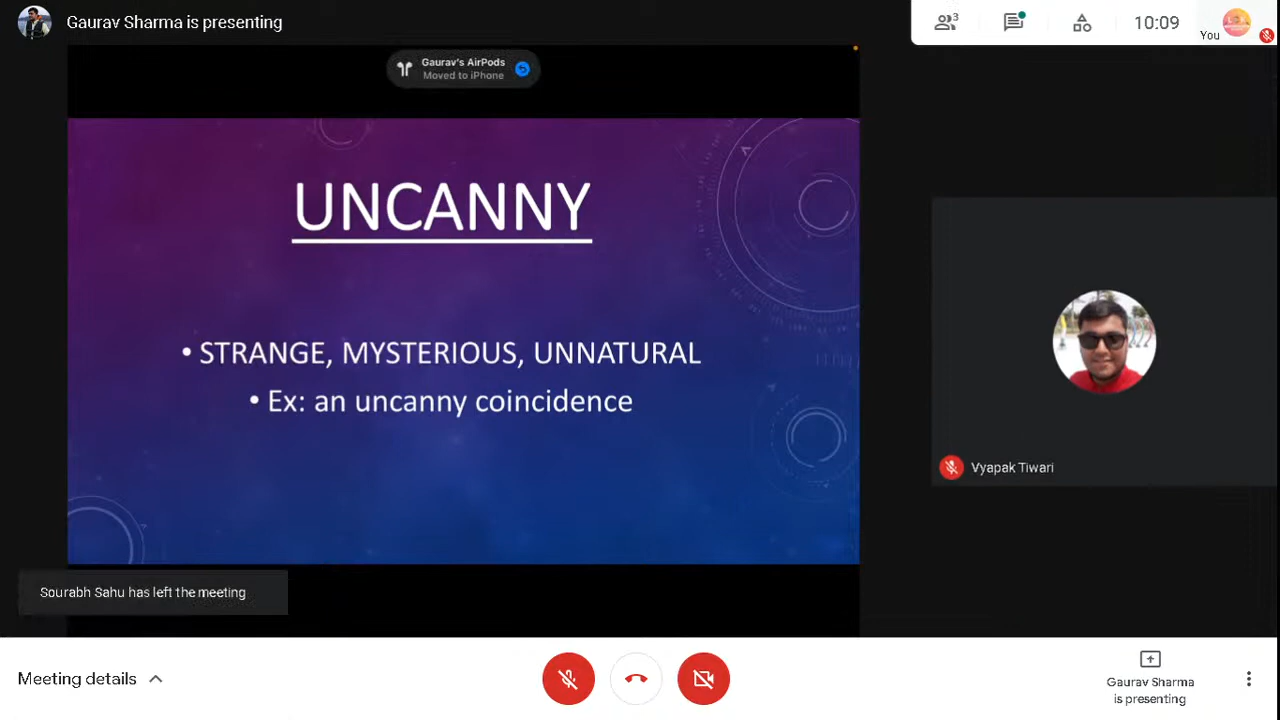 Gaurav Sharma is presenting
3
10:09
You
Gaurav's AirPods
Moved to iPhone
UNCANNY
• STRANGE, MYSTERIOUS, UNNATURAL
• Ex: an uncanny coincidence
Vyapak Tiwari
Sourabh Sahu has left the meeting
Meeting details
Gaurav Sharma
is presenting